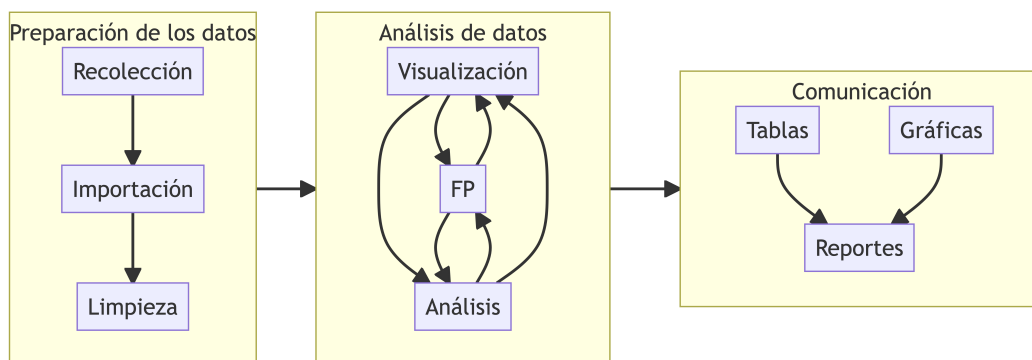 Preparación de los datos
Recolección
Importación
Limpieza
Análisis de datos
Visualización
FP
Análisis
Comunicación
Tablas
Gráficas
Reportes